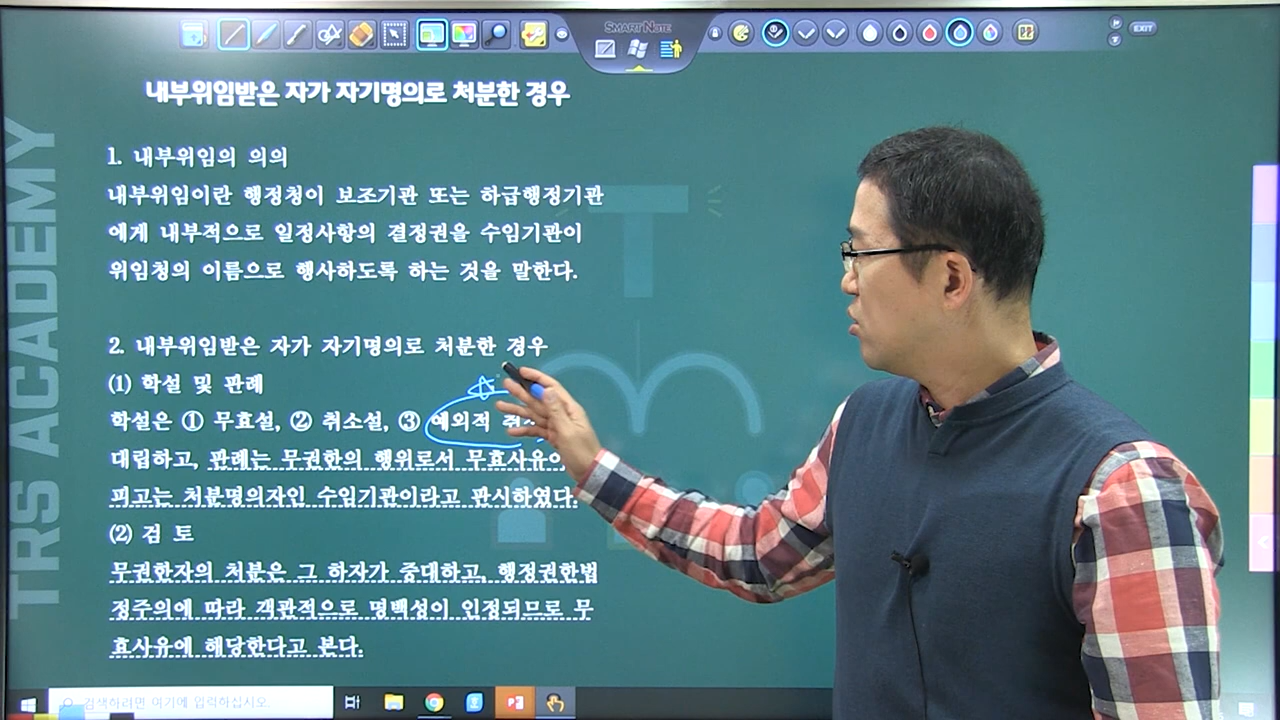 SMARTNOTE
EXIT
내부위임받은 자가 자기명의로 처분한 경우
1. 내부위임의 의의
내부위임이란 행정청이 보조기관 또는 하급행정기관
에게 내부적으로 일정사항의 결정권을 수임기관이
위임청의 이름으로 행사하도록 하는 것을 말한다.
2. 내부위임받은 자가 자기명의로 처분한 경우
(1) 학설 및 판례
학설은 ① 무효설, ② 취소설, ③ 예외적
대립하고, 판례는 무권한의 행위로서 무효사유이
피고는 처분명의자인 수임기관이라고 판시하였다.
(2) 검 토
무권한자의 처분은 그 하자가 중대하고, 행정권한법
정주의에 따라 객관적으로 명백성이 인정되므로 무
효사유에 해당한다고 본다.
TRS ACADEMY
검색하려면 여기에 입력하십시오.